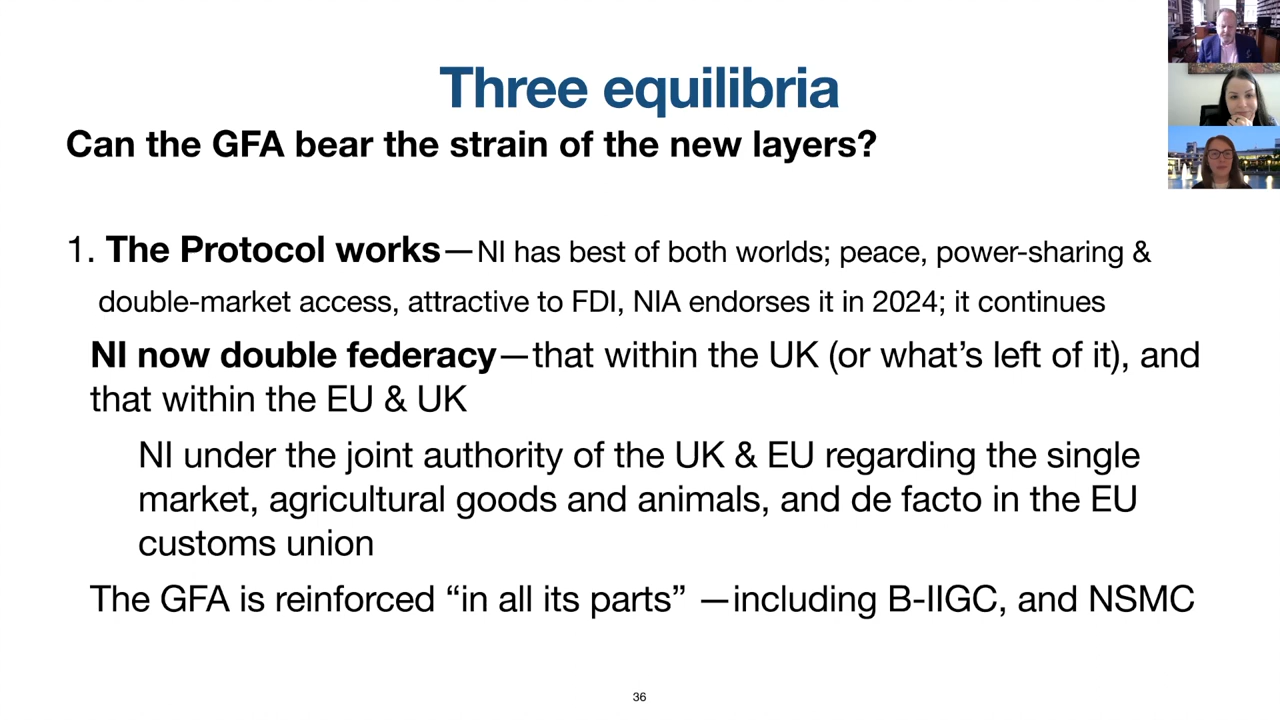 Three equilibria
Can the GFA bear the strain of the new layers?
1. The Protocol works—NI has best of both worlds; peace, power-sharing &
double-market access, attractive to FDI, NIA endorses it in 2024; it continues
NI now double federacy—that within the UK (or what’s left of it), and
that within the EU & UK
NI under the joint authority of the UK & EU regarding the single
market, agricultural goods and animals, and de facto in the EU
customs union
The GFA is reinforced “in all its parts” —including B-IIGC, and NSMC
36